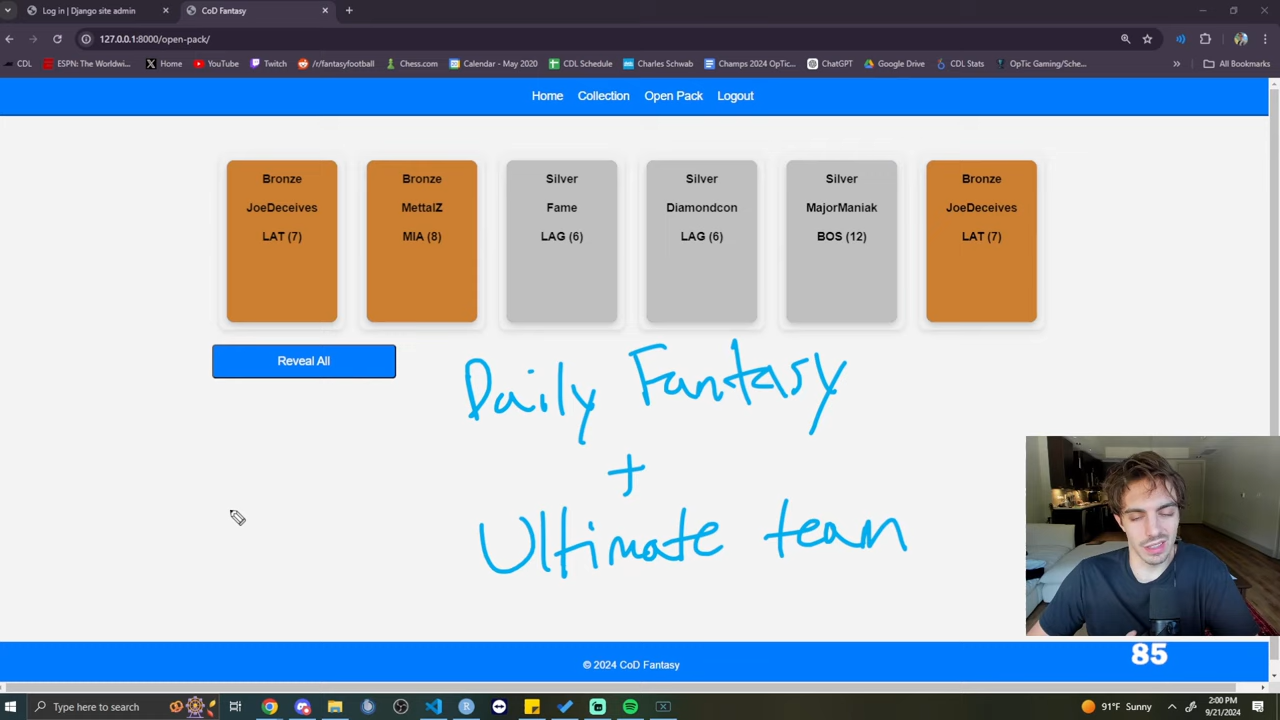 Log in | Django site admin
CoD Fantasy
127.0.0.1:8000/open-pack/
CDL
ESPN: The Worldwi...
Home
YouTube
Twitch
/r/fantasyfootball
Chess.com
Calendar - May 2020
CDL Schedule
Charles Schwab
Champs 2024 OpTic...
ChatGPT
Google Drive
CDL Stats
OpTic Gaming/Sche...
»
All Bookmarks
Home Collection Open Pack Logout
Bronze
JoeDeceives
LAT (7)
Bronze
MettalZ
MIA (8)
Silver
Fame
LAG (6)
Silver
Diamondcon
LAG (6)
Silver
MajorManiak
BOS (12)
Bronze
JoeDeceives
LAT (7)
Reveal All
Daily Fantasy
+
Ultimate team
85
© 2024 CoD Fantasy
Type here to search
91°F Sunny
2:00 PM
9/21/2024